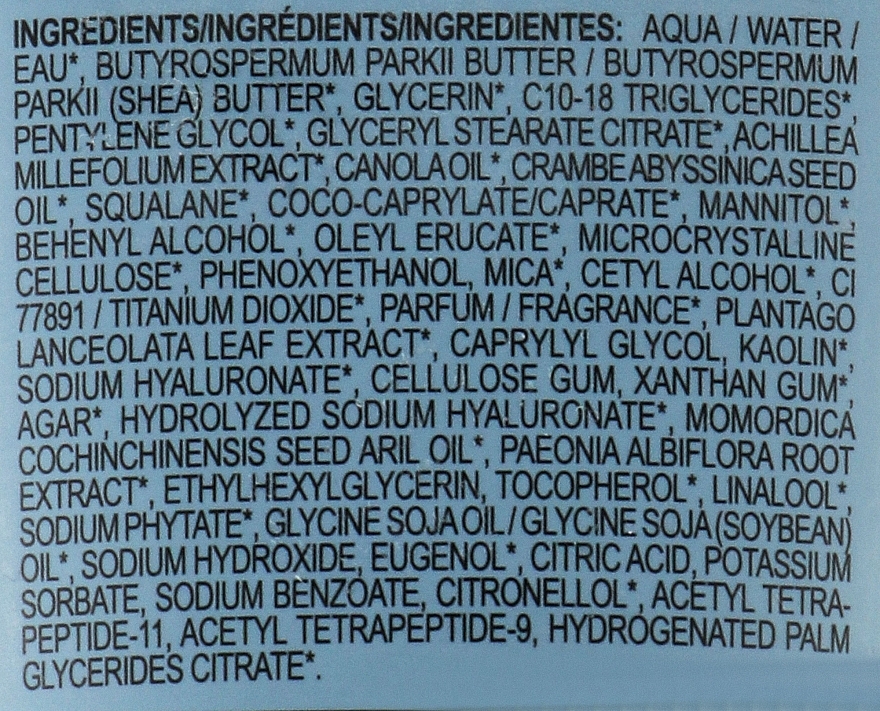 INGREDIENTS/INGRÉDIENTS/INGREDIENTES: AQUA / WATER /
EAU*, BUTYROSPERMUM PARKII BUTTER / BUTYROSPERMUM
PARKII (SHEA) BUTTER*, GLYCERIN*, C10-18 TRIGLYCERIDES*,
PENTYLENE GLYCOL*, GLYCERYL STEARATE CITRATE*, ACHILLEA
MILLEFOLIUM EXTRACT*, CANOLA OIL*, CRAMBE ABYSSINICA SEED
OIL*, SQUALANE*, COCO-CAPRYLATE/CAPRATE*, MANNITOL*,
BEHENYL ALCOHOL*, OLEYL ERUCATE*, MICROCRYSTALLINE
CELLULOSE*, PHENOXYETHANOL, MICA*, CETYL ALCOHOL*, CI
77891 / TITANIUM DIOXIDE*, PARFUM / FRAGRANCE*, PLANTAGO
LANCEOLATA LEAF EXTRACT*, CAPRYLYL GLYCOL, KAOLIN*,
SODIUM HYALURONATE*, CELLULOSE GUM, XANTHAN GUM*,
AGAR*, HYDROLYZED SODIUM HYALURONATE*, MOMORDICA
COCHINCHINENSIS SEED ARIL OIL*, PAEONIA ALBIFLORA ROOT
EXTRACT*, ETHYLHEXYLGLYCERIN, TOCOPHEROL*, LINALOOL*,
SODIUM PHYTATE*, GLYCINE SOJA OIL / GLYCINE SOJA (SOYBEAN)
OIL*, SODIUM HYDROXIDE, EUGENOL*, CITRIC ACID, POTASSIUM
SORBATE, SODIUM BENZOATE, CITRONELLOL*, ACETYL TETRA-
PEPTIDE-11, ACETYL TETRAPEPTIDE-9, HYDROGENATED PALM
GLYCERIDES CITRATE*.